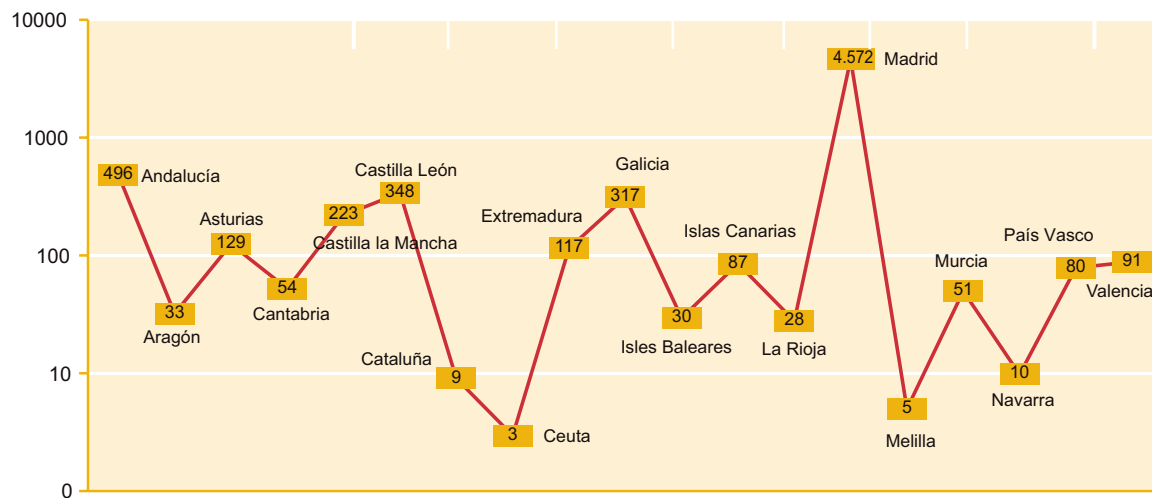 10000
1000
100
10
0
496 Andalucía
33
Aragón
Asturias
129
54
Cantabria
223
Castilla la Mancha
Castilla León
348
Cataluña
9
3 Ceuta
Extremadura
117
Galicia
317
30
Isles Baleares
Islas Canarias
87
28
La Rioja
4.572 Madrid
5
Melilla
Murcia
51
10
Navarra
País Vasco
80
91
Valencia